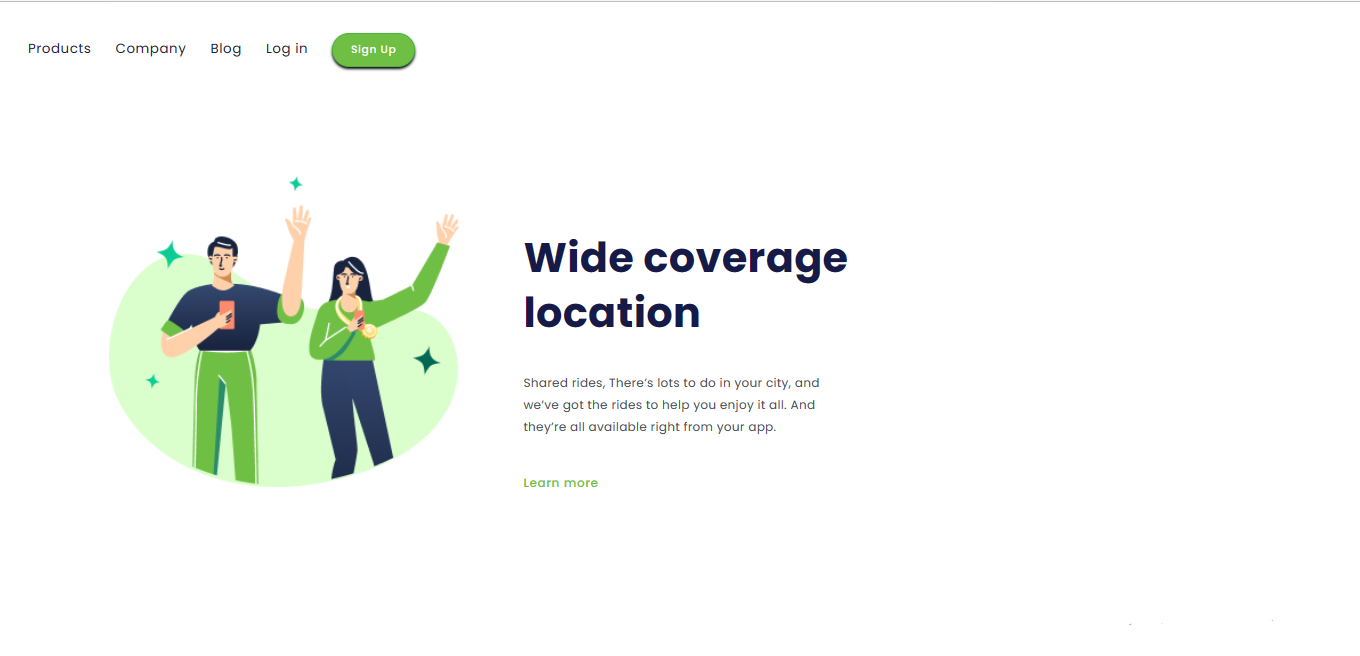 Products Company Blog Log in Sign Up
Wide coverage
location
Shared rides, There’s lots to do in your city, and
we’ve got the rides to help you enjoy it all. And
they’re all available right from your app.
Learn more